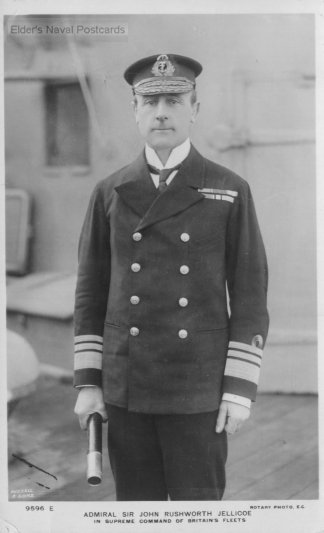 Elder's Naval Postcards
9596 E
ADMIRAL SIR JOHN RUSHWORTH JELLICOE
IN SUPREME COMMAND OF BRITAIN'S FLEETS
ROTARY PHOTO, E.C.